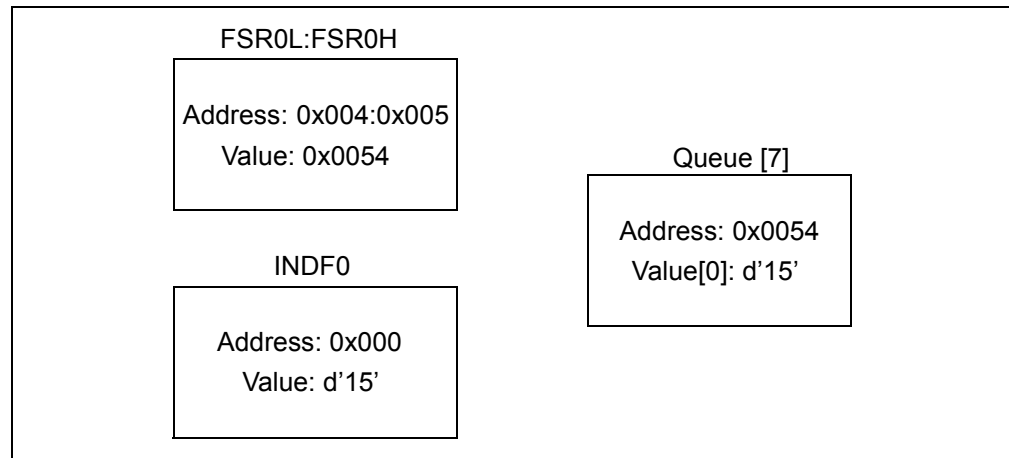 FSR0L:FSR0H
Address: 0x004:0x005
Value: 0x0054
Queue [7]
Address: 0x0054
Value[0]: d’15’
INDF0
Address: 0x000
Value: d’15’